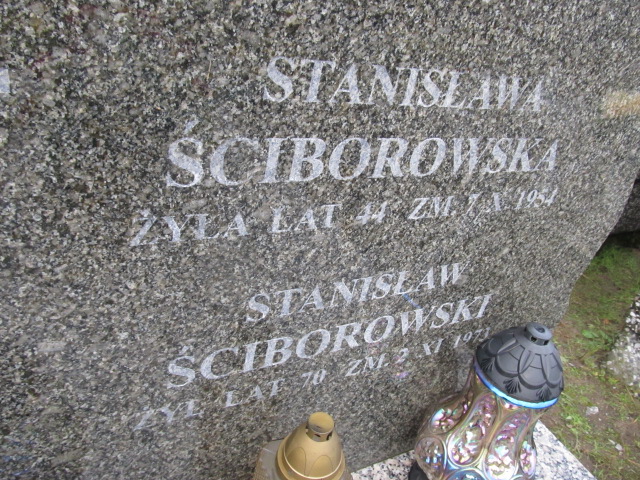 STANISŁAWA
ŚCIBOROWSKA
ŻYŁA LAT 44 ZM. 7.X.1954
STANISŁAW
ŚCIBOROWSKI
ŻYŁ LAT 70 ZM. 2 XI